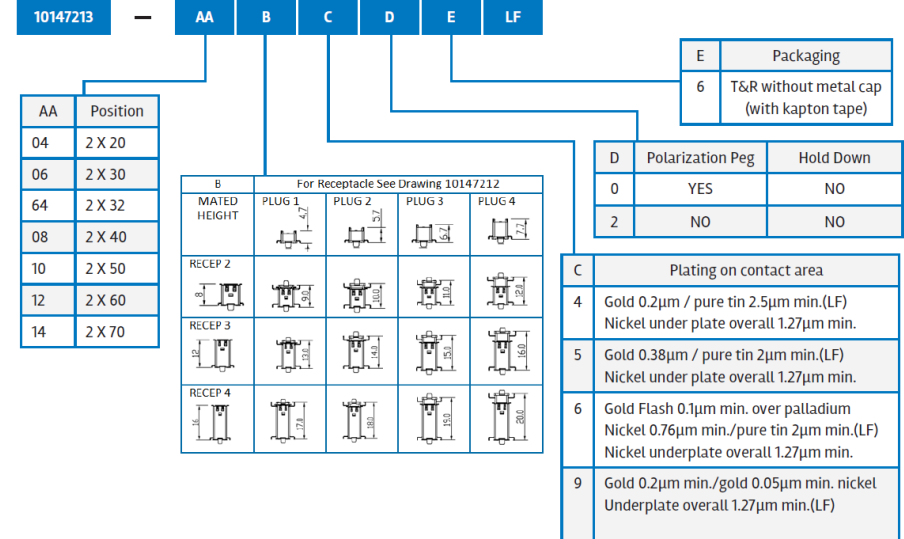 10147213 — AA B C D E LF
E Packaging
6 T&R without metal cap
(with kapton tape)
AA Position
04 2 X 20
06 2 X 30
64 2 X 32
08 2 X 40
10 2 X 50
12 2 X 60
14 2 X 70
D Polarization Peg Hold Down
0 YES NO
2 NO NO
B For Receptacle See Drawing 10147212
MATED PLUG 1 PLUG 2 PLUG 3 PLUG 4
HEIGHT
4.7 5.7 6.7 7.7
RECEP 2
8 9.0 10.0 11.0 12.0
RECEP 3
12 13.0 14.0 15.0 16.0
RECEP 4
16 17.0 18.0 19.0 20.0
C Plating on contact area
4 Gold 0.2μm / pure tin 2.5μm min.(LF)
Nickel under plate overall 1.27μm min.
5 Gold 0.38μm / pure tin 2μm min.(LF)
Nickel under plate overall 1.27μm min.
6 Gold Flash 0.1μm min. over palladium
Nickel 0.76μm min./pure tin 2μm min.(LF)
Nickel underplate overall 1.27μm min.
9 Gold 0.2μm min./gold 0.05μm min. nickel
Underplate overall 1.27μm min.(LF)